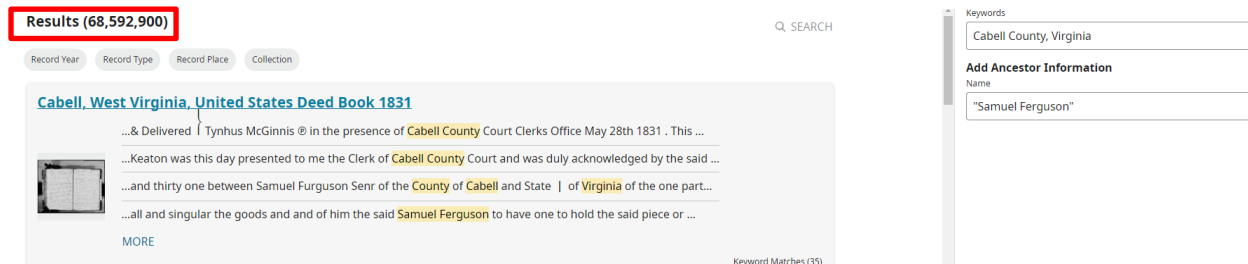 Results (68,592,900)
SEARCH
Record Year Record Type Record Place Collection
Cabell, West Virginia, United States Deed Book 1831
...& Delivered { Tynhus McGinnis ® in the presence of Cabell County Court Clerks Office May 28th 1831 . This ...
...Keaton was this day presented to me the Clerk of Cabell County Court and was duly acknowledged by the said ...
...and thirty one between Samuel Furguson Senr of the County of Cabell and State | of Virginia of the one part...
...all and singular the goods and and of him the said Samuel Ferguson to have one to hold the said piece or ...
MORE
Keyword Matches (35)
Keywords
Cabell County, Virginia
Add Ancestor Information
Name
"Samuel Ferguson"